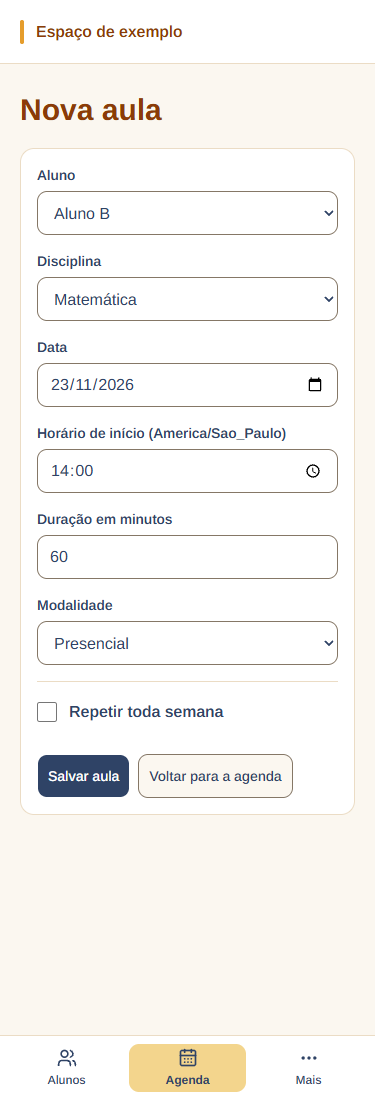 Espaço de exemplo
Nova aula
Aluno
Aluno B
Disciplina
Matemática
Data
23/11/2026
Horário de início (America/Sao_Paulo)
14:00
Duração em minutos
60
Modalidade
Presencial
Repetir toda semana
Salvar aula
Voltar para a agenda
Alunos
Agenda
Mais